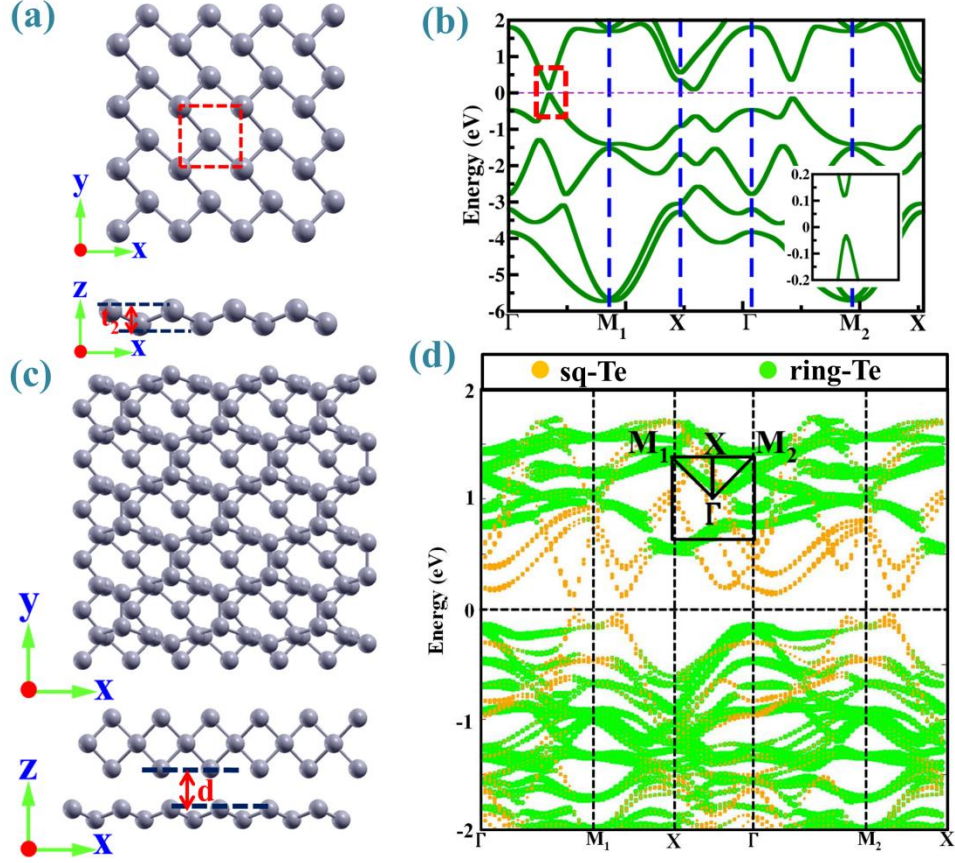 (a)
y
x
z
t₂
x
(b)
Energy (eV)
2
1
0
-1
-2
-3
-4
-5
-6
Γ M₁ X Γ M₂ X
0.2
0.1
0
-0.1
-0.2
(c)
y
x
z
d
x
(d)
sq-Te ring-Te
Energy (eV)
2
1
0
-1
-2
M₁ X M₂
Γ
Γ M₁ X Γ M₂ X